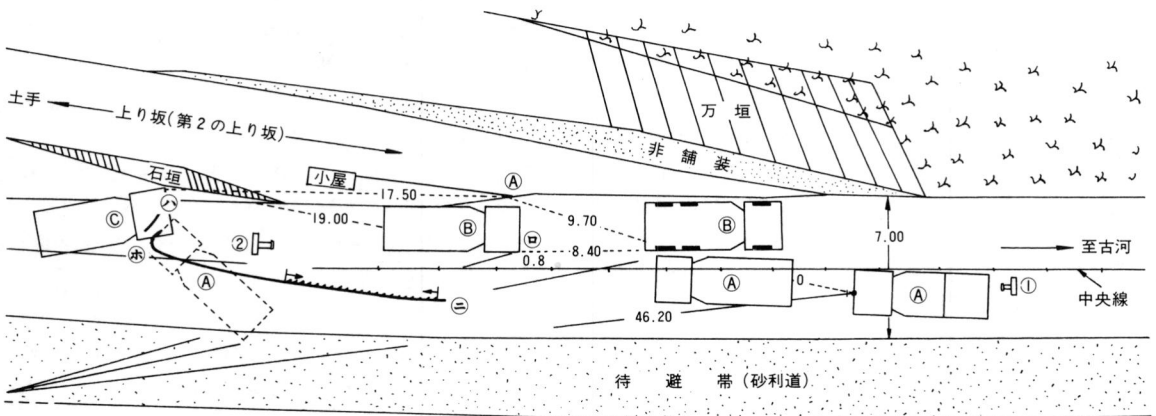 土手
上り坂(第2の上り坂)
万垣
非舗装
石垣
小屋
Ⓐ
17.50
19.00
9.70
Ⓑ
Ⓑ
㋺
8.40
0.8
7.00
至古河
㋩
Ⓒ
②
㋭
Ⓐ
㋥
Ⓐ
0
Ⓐ
①
中央線
46.20
待避帯(砂利道)